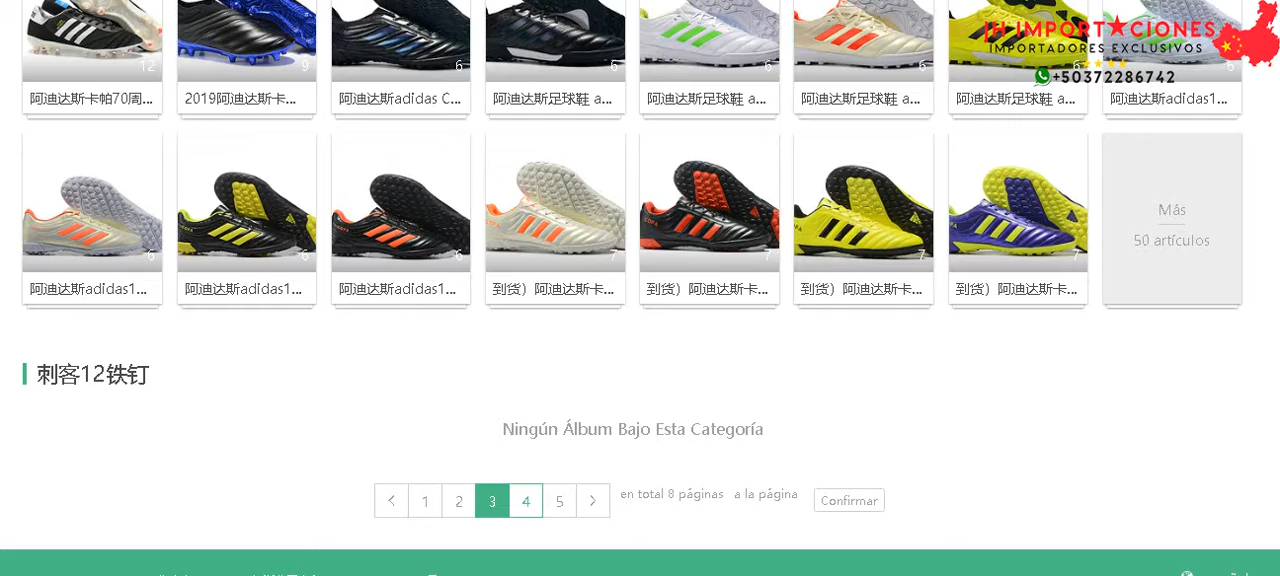 JH IMPORT★CIONES
IMPORTADORES EXCLUSIVOS
+50372286742
12
9
6
6
6
6
6
6
阿迪达斯卡帕70周...
2019阿迪达斯卡...
阿迪达斯adidas C...
阿迪达斯足球鞋 a...
阿迪达斯足球鞋 a...
阿迪达斯足球鞋 a...
阿迪达斯足球鞋 a...
阿迪达斯adidas1...
Más
50 artículos
6
6
6
7
7
7
7
阿迪达斯adidas1...
阿迪达斯adidas1...
阿迪达斯adidas1...
到货）阿迪达斯卡...
到货）阿迪达斯卡...
到货）阿迪达斯卡...
到货）阿迪达斯卡...
刺客12铁钉
Ningún Álbum Bajo Esta Categoría
< 1 2 3 4 5 > en total 8 páginas a la página Confirmar